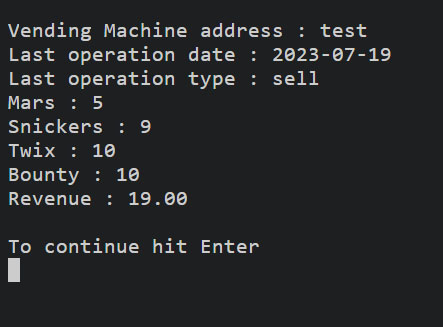 Vending Machine address : test
Last operation date : 2023-07-19
Last operation type : sell
Mars : 5
Snickers : 9
Twix : 10
Bounty : 10
Revenue : 19.00
To continue hit Enter